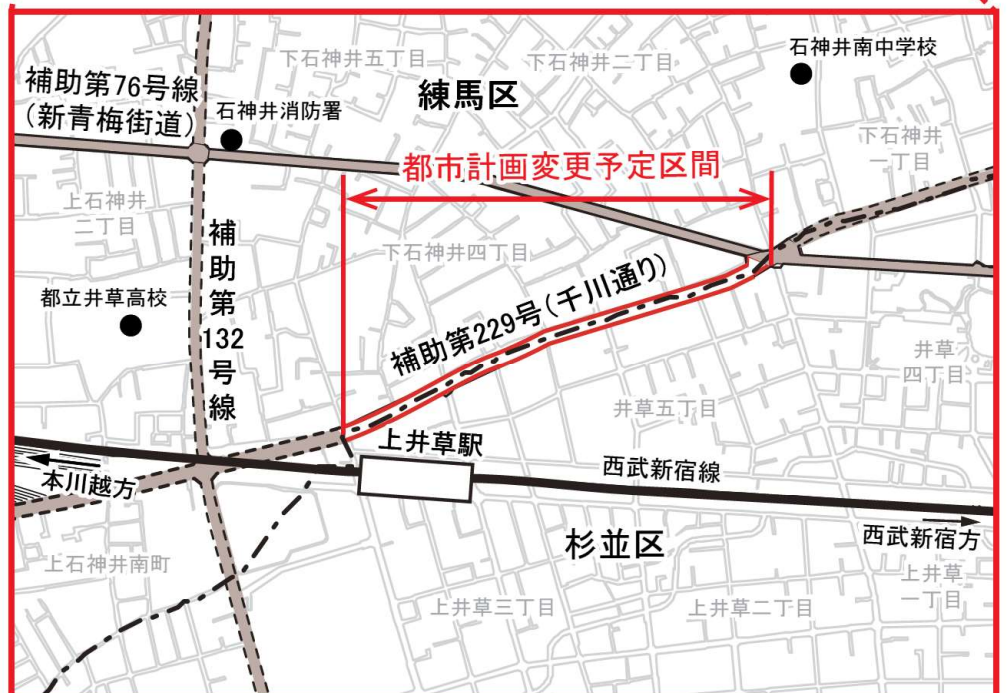 下石神井五丁目
下石神井二丁目
石神井南中学校
補助第76号線
(新青梅街道)
石神井消防署
練馬区
下石神井
一丁目
都市計画変更予定区間
上石神井
二丁目
補助第132号線
下石神井四丁目
都立井草高校
補助第229号(千川通り)
井草
四丁目
井草五丁目
上井草駅
西武新宿線
本川越方
西武新宿方
杉並区
上石神井南町
上井草三丁目
上井草二丁目
上井草
一丁目